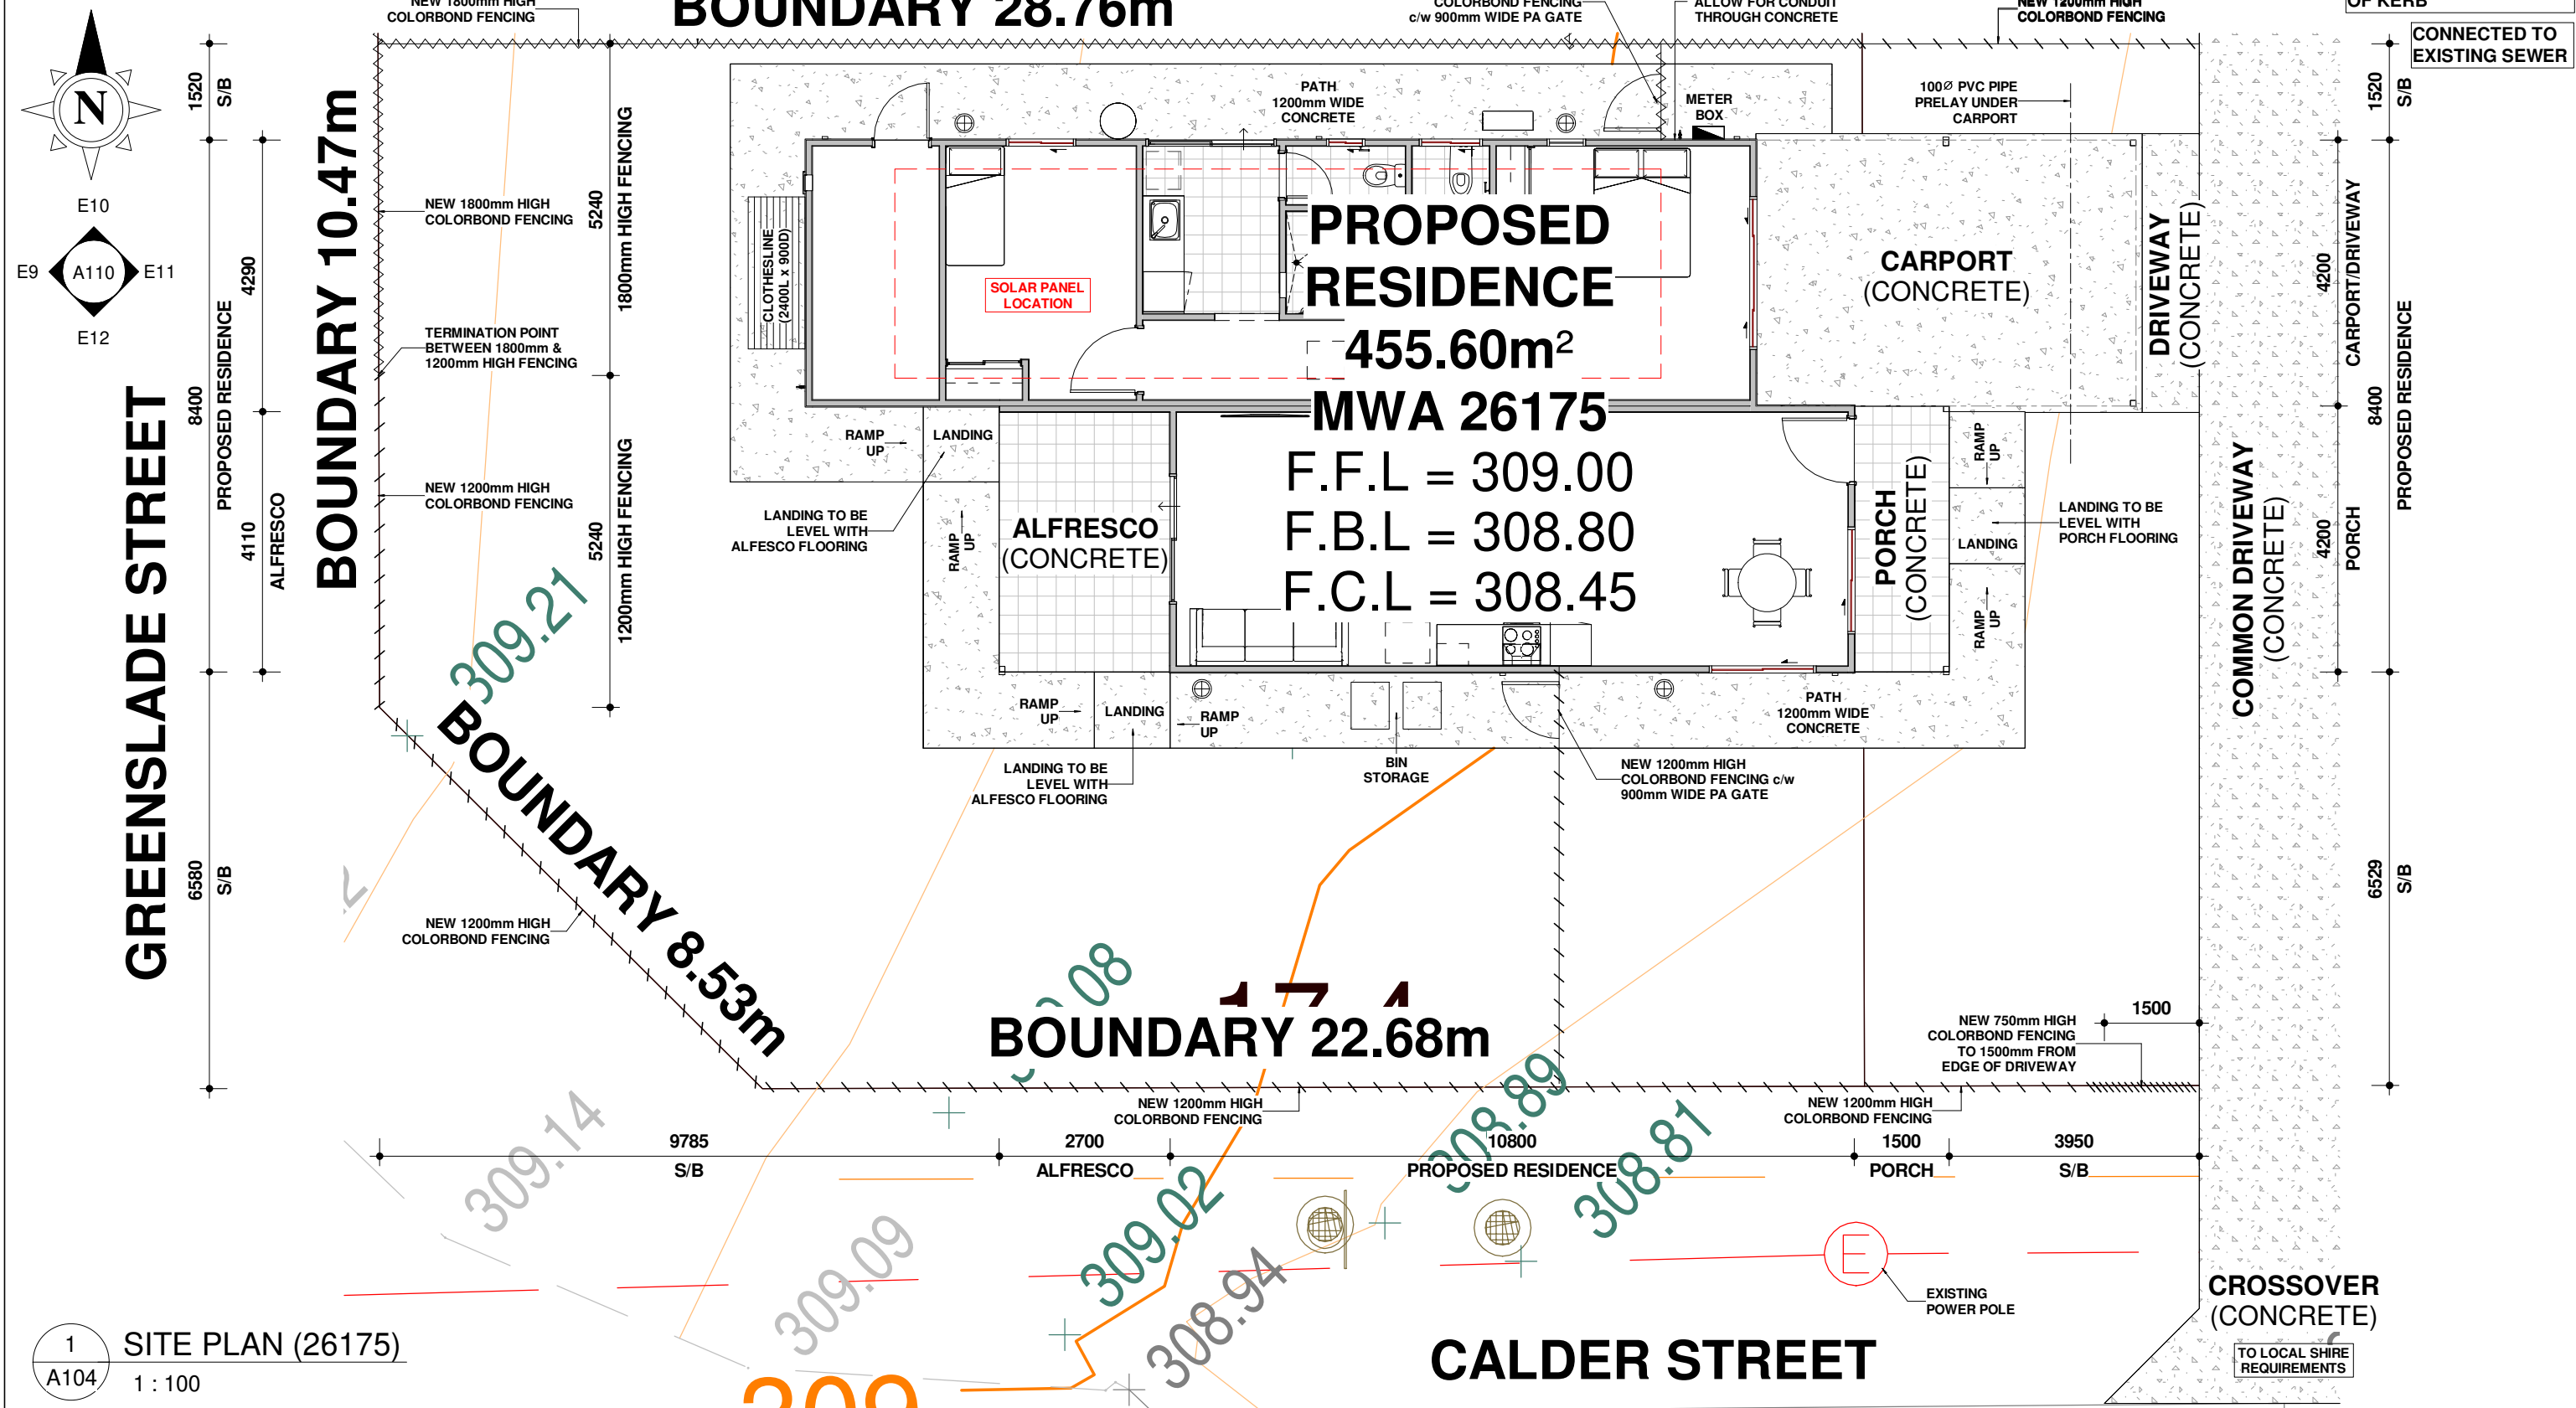 NEW 1800mm HIGH
COLORBOND FENCING
BOUNDARY 28.76m
COLORBOND FENCING
c/w 900mm WIDE PA GATE
ALLOW FOR CONDUIT
THROUGH CONCRETE
NEW 1200mm HIGH
COLORBOND FENCING
OF KERB
CONNECTED TO
EXISTING SEWER
N
1520
S/B
1520
S/B
PATH
1200mm WIDE
CONCRETE
METER
BOX
100Ø PVC PIPE
PRELAY UNDER
CARPORT
E10
E9
A110
E11
E12
BOUNDARY 10.47m
NEW 1800mm HIGH
COLORBOND FENCING
5240
1800mm HIGH FENCING
4290
8400
PROPOSED RESIDENCE
TERMINATION POINT
BETWEEN 1800mm &
1200mm HIGH FENCING
CLOTHESLINE
(2400L x 900D)
SOLAR PANEL
LOCATION
PROPOSED
RESIDENCE
455.60m²
MWA 26175
F.F.L = 309.00
F.B.L = 308.80
F.C.L = 308.45
CARPORT
(CONCRETE)
DRIVEWAY
(CONCRETE)
4200
CARPORT/DRIVEWAY
8400
PROPOSED RESIDENCE
GREENSLADE STREET
4110
ALFRESCO
NEW 1200mm HIGH
COLORBOND FENCING
5240
1200mm HIGH FENCING
RAMP
UP
LANDING
LANDING TO BE
LEVEL WITH
ALFESCO FLOORING
RAMP
UP
ALFRESCO
(CONCRETE)
PORCH
(CONCRETE)
RAMP
UP
LANDING
RAMP
UP
LANDING TO BE
LEVEL WITH
PORCH FLOORING
COMMON DRIVEWAY
(CONCRETE)
4200
PORCH
309.21
RAMP
UP
LANDING
RAMP
UP
LANDING TO BE
LEVEL WITH
ALFESCO FLOORING
BIN
STORAGE
PATH
1200mm WIDE
CONCRETE
NEW 1200mm HIGH
COLORBOND FENCING c/w
900mm WIDE PA GATE
6580
S/B
BOUNDARY 8.53m
NEW 1200mm HIGH
COLORBOND FENCING
6529
S/B
BOUNDARY 22.68m
1500
NEW 750mm HIGH
COLORBOND FENCING
TO 1500mm FROM
EDGE OF DRIVEWAY
NEW 1200mm HIGH
COLORBOND FENCING
NEW 1200mm HIGH
COLORBOND FENCING
9785
S/B
2700
ALFRESCO
10800
PROPOSED RESIDENCE
1500
PORCH
3950
S/B
309.14
309.09
309.02
308.94
308.89
308.81
E
EXISTING
POWER POLE
CROSSOVER
(CONCRETE)
TO LOCAL SHIRE
REQUIREMENTS
CALDER STREET
309
1
A104
SITE PLAN (26175)
1 : 100